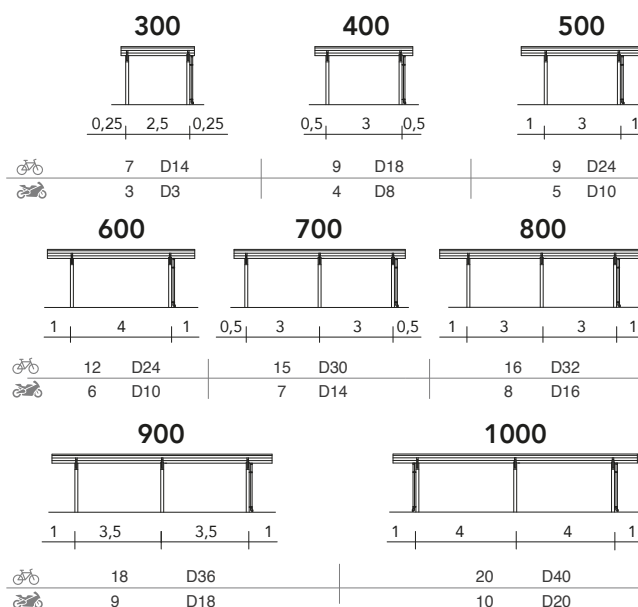 300 400 500
0,25 2,5 0,25 0,5 3 0,5 1 3 1
7 D14 9 D18 9 D24
3 D3 4 D8 5 D10
600 700 800
1 4 1 0,5 3 3 0,5 1 3 3 1
12 D24 15 D30 16 D32
6 D10 7 D14 8 D16
900 1000
1 3,5 3,5 1 1 4 4 1
18 D36 20 D40
9 D18 10 D20